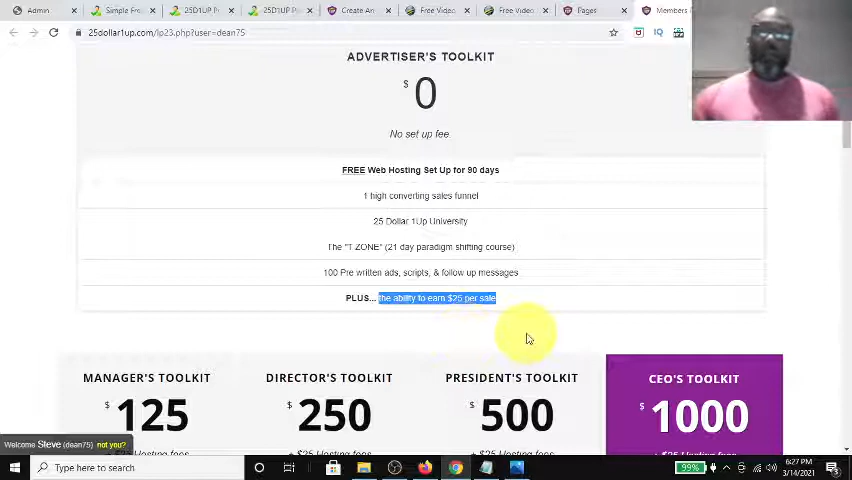 Admin
Simple Fro
25D1UP P
25D1UP P
Create An
Free Video
Free Video
Pages
Members
25dollar1up.com/lp23.php?user=dean75
ADVERTISER'S TOOLKIT
$ 0
No set up fee.
FREE Web Hosting Set Up for 90 days
1 high converting sales funnel
25 Dollar 1Up University
The "T ZONE" (21 day paradigm shifting course)
100 Pre written ads, scripts, & follow up messages
PLUS... the ability to earn $25 per sale
MANAGER'S TOOLKIT
$ 125
DIRECTOR'S TOOLKIT
$ 250
PRESIDENT'S TOOLKIT
$ 500
CEO'S TOOLKIT
$ 1000
Welcome Steve (dean75) not you?
Type here to search
99%
6:27 PM
3/14/2021